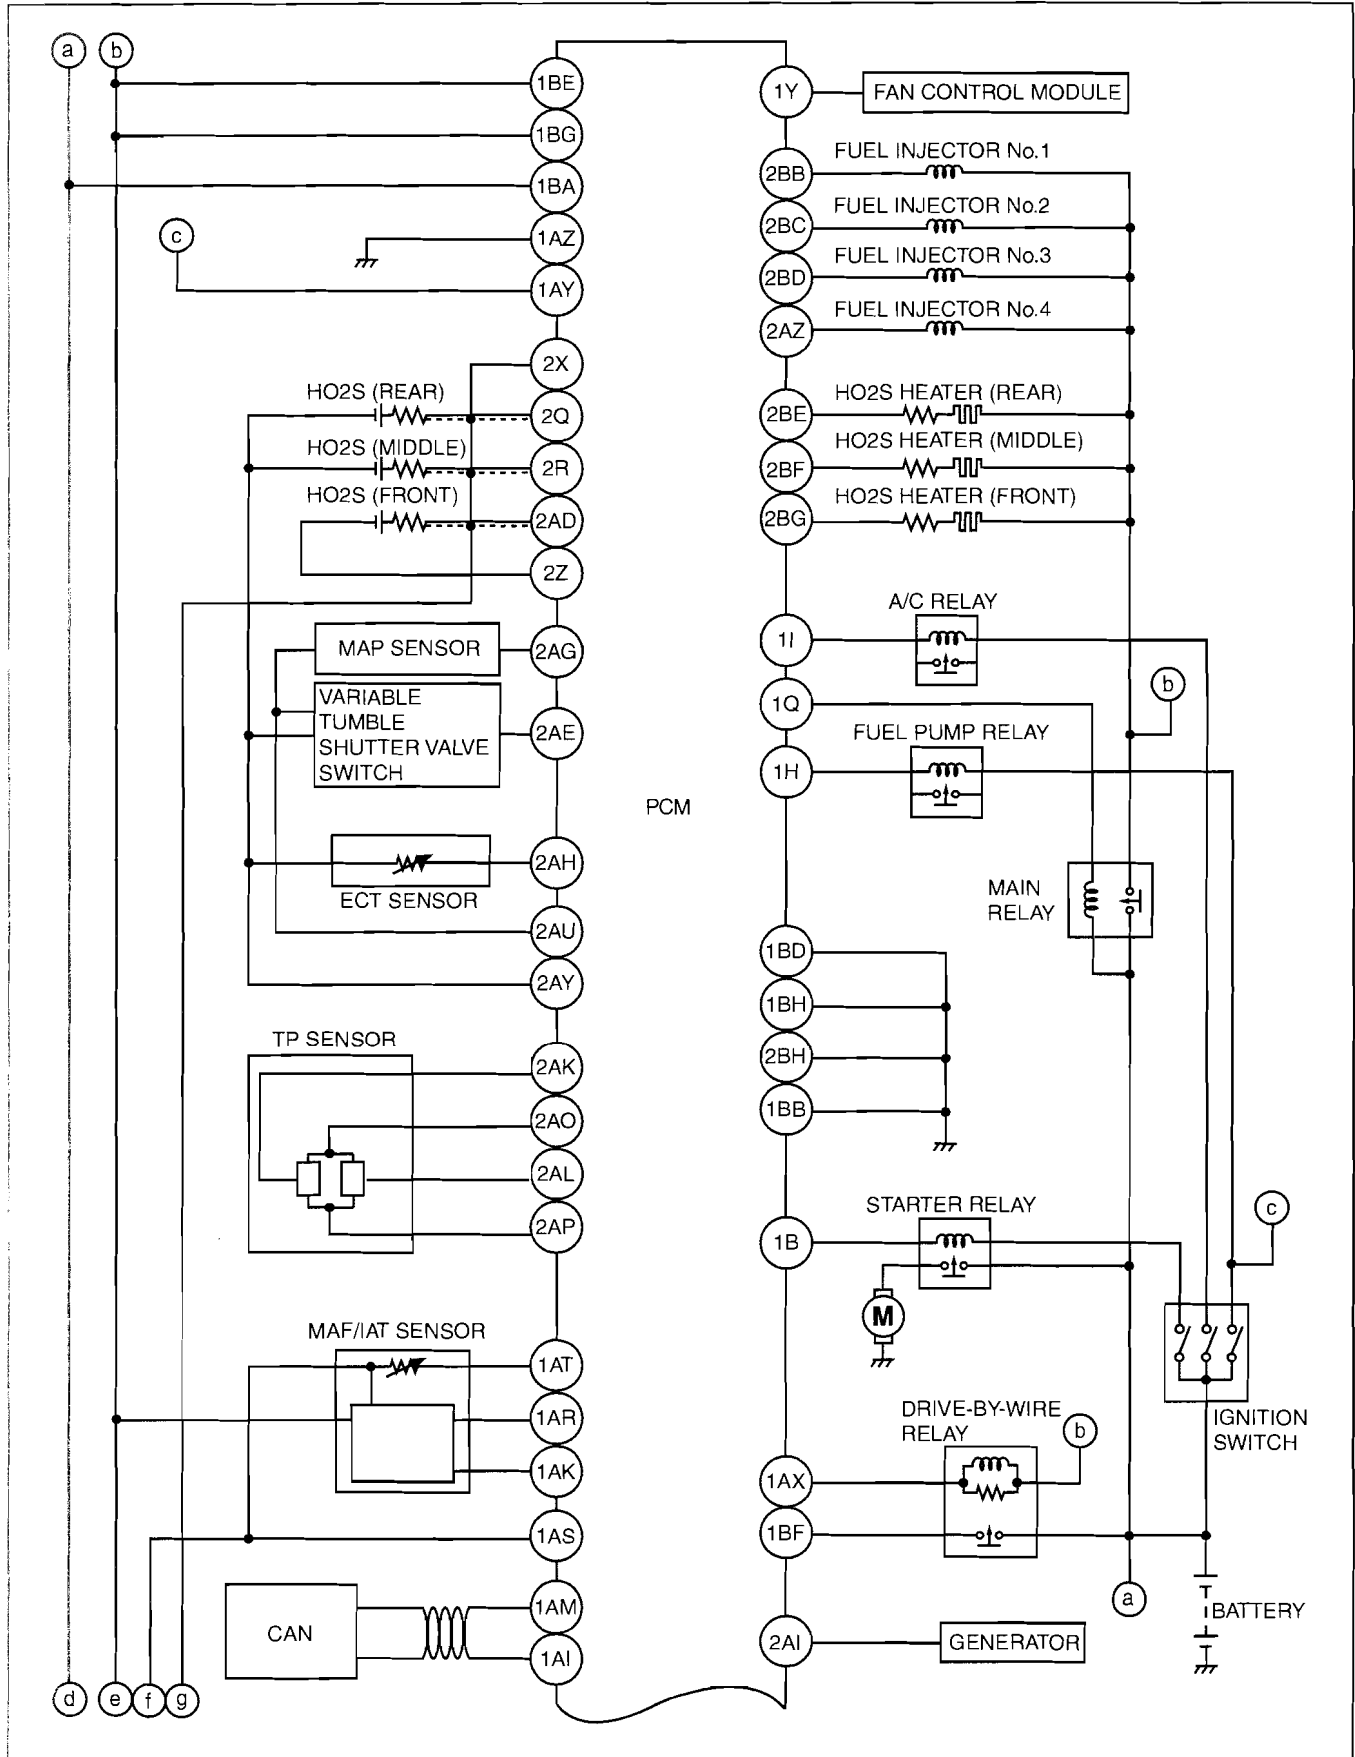 a
b
1BE
1BG
1BA
c
1AZ
1AY
2X
HO2S (REAR)
2Q
HO2S (MIDDLE)
2R
HO2S (FRONT)
2AD
2Z
MAP SENSOR
2AG
VARIABLE
TUMBLE
SHUTTER VALVE
SWITCH
2AE
2AH
ECT SENSOR
2AU
2AY
TP SENSOR
2AK
2AO
2AL
2AP
MAF/IAT SENSOR
1AT
1AR
1AK
1AS
CAN
1AM
1AI
d
e
f
g
PCM
1Y
FAN CONTROL MODULE
FUEL INJECTOR No.1
2BB
FUEL INJECTOR No.2
2BC
FUEL INJECTOR No.3
2BD
FUEL INJECTOR No.4
2AZ
HO2S HEATER (REAR)
2BE
HO2S HEATER (MIDDLE)
2BF
HO2S HEATER (FRONT)
2BG
A/C RELAY
1I
b
1Q
FUEL PUMP RELAY
1H
MAIN
RELAY
1BD
1BH
2BH
1BB
STARTER RELAY
c
1B
M
IGNITION
SWITCH
DRIVE-BY-WIRE
RELAY
b
1AX
1BF
a
BATTERY
2AI
GENERATOR